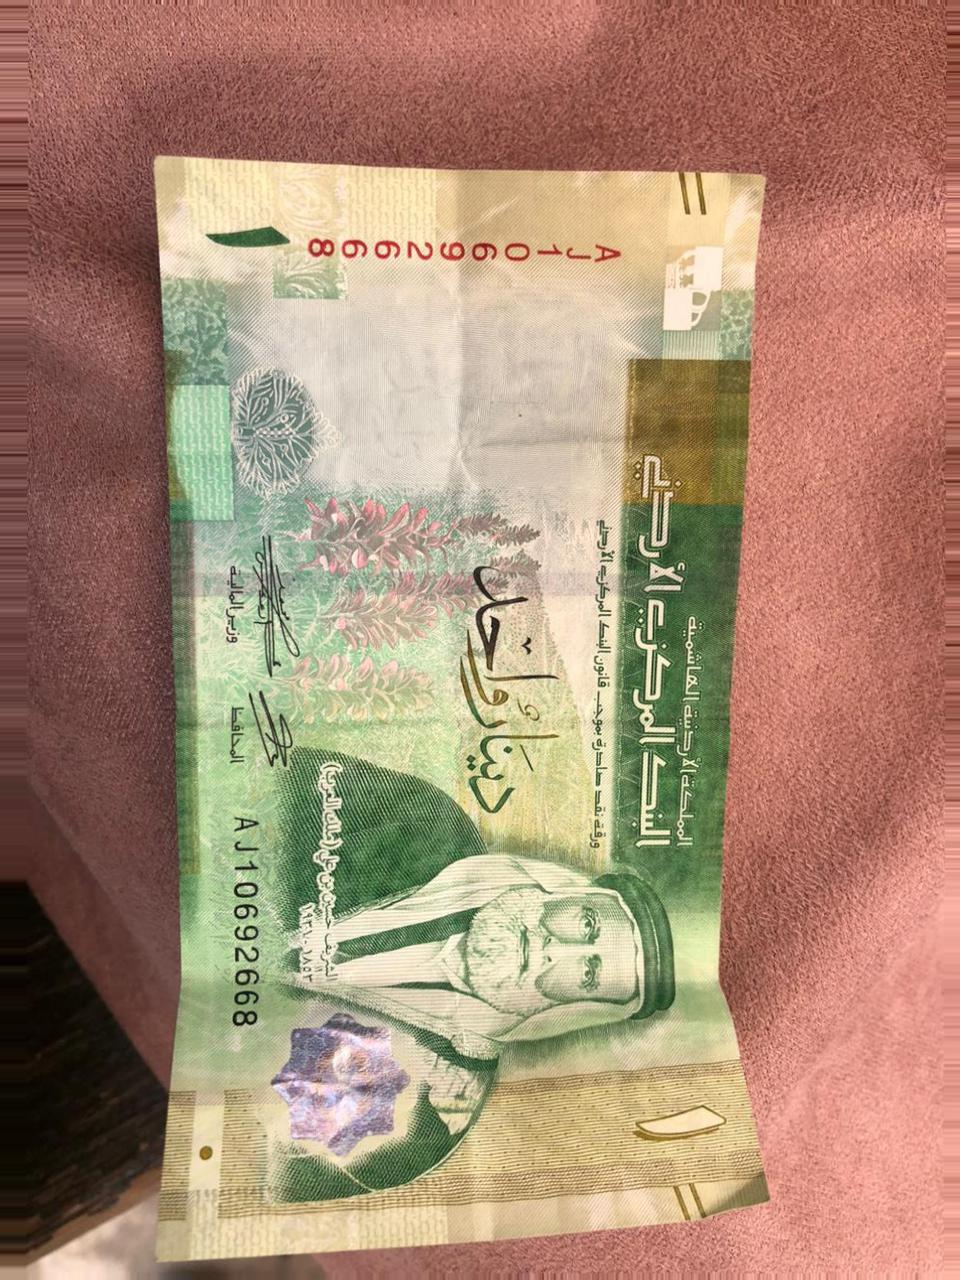 المملكة الأردنية الهاشمية
البنك المركزي الأردني
ورقة نقد صادرة بموجب قانون البنك المركزي الأردني
دينار واحد
AJ10692668
١
١
الشريف حسين بن علي (ملك العرب)
١٨٥٣-١٩٣١
المحافظ
وزير المالية
AJ10692668